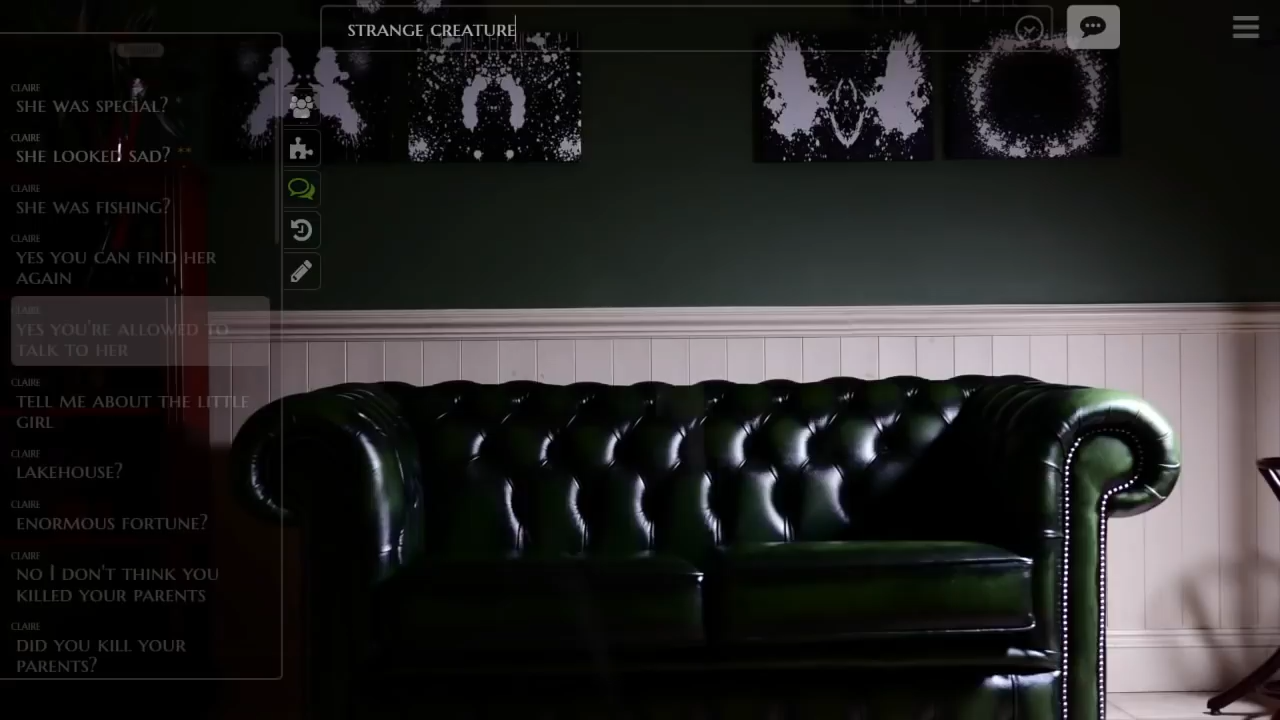 STRANGE CREATURE
CLAIRE
SHE WAS SPECIAL?
CLAIRE
SHE LOOKED SAD?
CLAIRE
SHE WAS FISHING?
CLAIRE
YES YOU CAN FIND HER
AGAIN
CLAIRE
YES YOU'RE ALLOWED TO
TALK TO HER
CLAIRE
TELL ME ABOUT THE LITTLE
GIRL
CLAIRE
LAKEHOUSE?
CLAIRE
ENORMOUS FORTUNE?
CLAIRE
NO I DON'T THINK YOU
KILLED YOUR PARENTS
CLAIRE
DID YOU KILL YOUR
PARENTS?